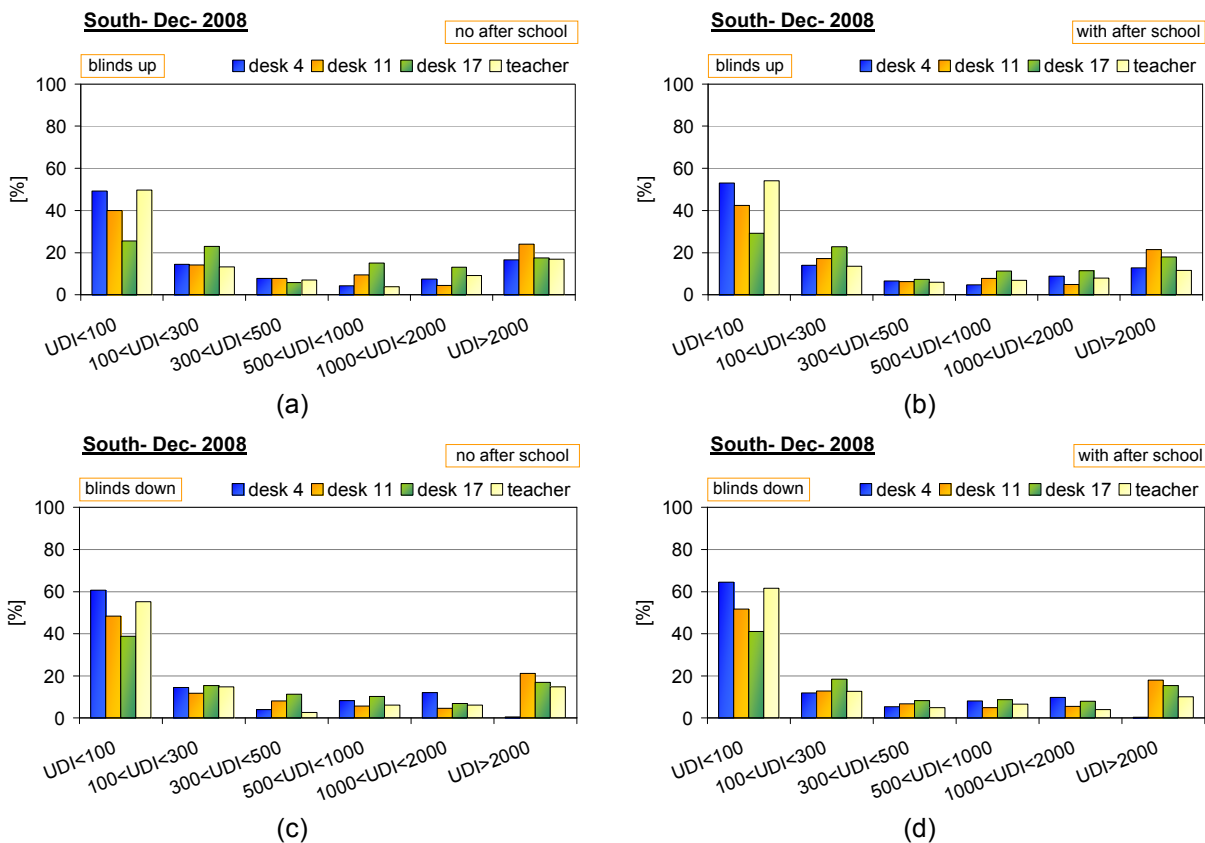 South- Dec- 2008
no after school
blinds up
desk 4 desk 11 desk 17 teacher
100
80
60
40
20
0
[%]
UDI<100
100<UDI<300
300<UDI<500
500<UDI<1000
1000<UDI<2000
UDI>2000
(a)
South- Dec- 2008
with after school
blinds up
desk 4 desk 11 desk 17 teacher
100
80
60
40
20
0
[%]
UDI<100
100<UDI<300
300<UDI<500
500<UDI<1000
1000<UDI<2000
UDI>2000
(b)
South- Dec- 2008
no after school
blinds down
desk 4 desk 11 desk 17 teacher
100
80
60
40
20
0
[%]
UDI<100
100<UDI<300
300<UDI<500
500<UDI<1000
1000<UDI<2000
UDI>2000
(c)
South- Dec- 2008
with after school
blinds down
desk 4 desk 11 desk 17 teacher
100
80
60
40
20
0
[%]
UDI<100
100<UDI<300
300<UDI<500
500<UDI<1000
1000<UDI<2000
UDI>2000
(d)